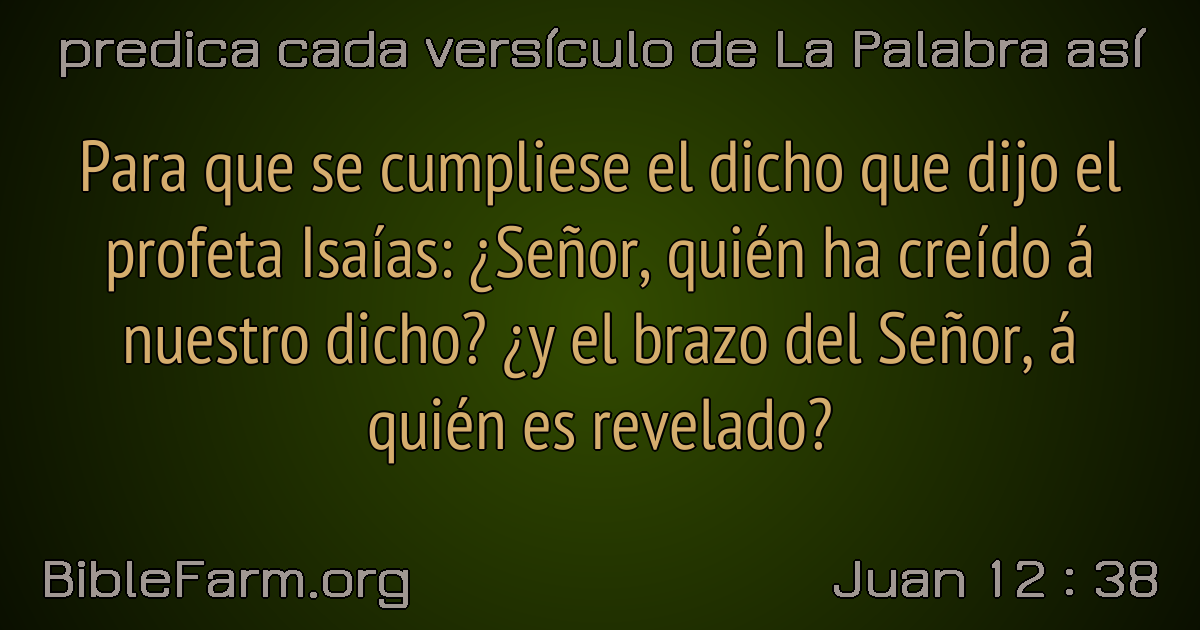 predica cada versículo de La Palabra así
Para que se cumpliese el dicho que dijo el
profeta Isaías: ¿Señor, quién ha creído á
nuestro dicho? ¿y el brazo del Señor, á
quién es revelado?
BibleFarm.org
Juan 12 : 38